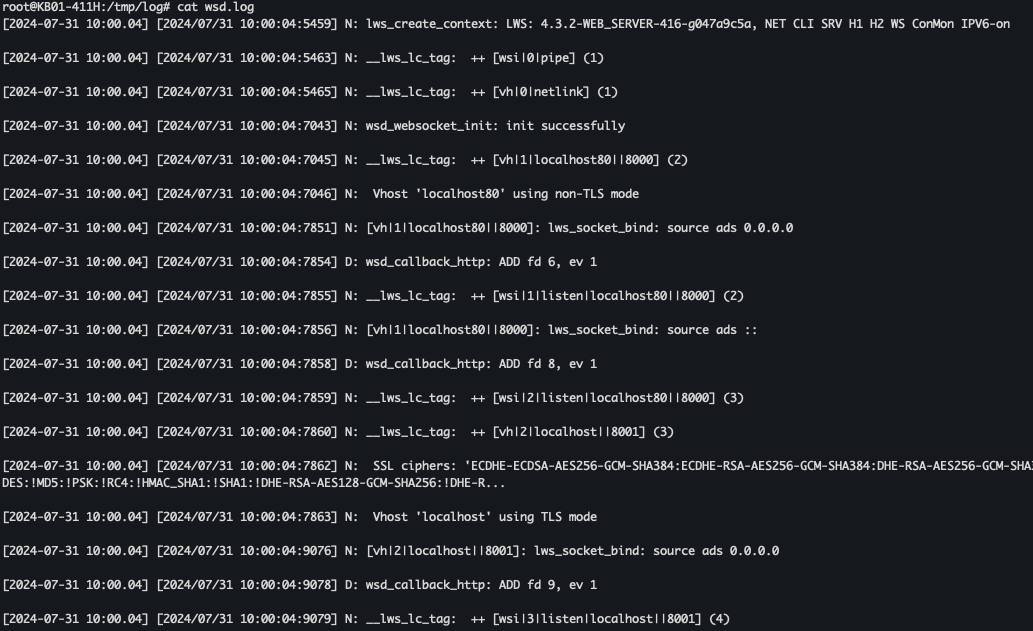 root@KB01-411H:/tmp/log# cat wsd.log
[2024-07-31 10:00.04] [2024/07/31 10:00:04:5459] N: lws_create_context: LWS: 4.3.2-WEB_SERVER-416-g047a9c5a, NET CLI SRV H1 H2 WS ConMon IPV6-on
[2024-07-31 10:00.04] [2024/07/31 10:00:04:5463] N: __lws_lc_tag:  ++ [wsi|0|pipe] (1)
[2024-07-31 10:00.04] [2024/07/31 10:00:04:5465] N: __lws_lc_tag:  ++ [vh|0|netlink] (1)
[2024-07-31 10:00.04] [2024/07/31 10:00:04:7043] N: wsd_websocket_init: init successfully
[2024-07-31 10:00.04] [2024/07/31 10:00:04:7045] N: __lws_lc_tag:  ++ [vh|1|localhost80||8000] (2)
[2024-07-31 10:00.04] [2024/07/31 10:00:04:7046] N:  Vhost 'localhost80' using non-TLS mode
[2024-07-31 10:00.04] [2024/07/31 10:00:04:7851] N: [vh|1|localhost80||8000]: lws_socket_bind: source ads 0.0.0.0
[2024-07-31 10:00.04] [2024/07/31 10:00:04:7854] D: wsd_callback_http: ADD fd 6, ev 1
[2024-07-31 10:00.04] [2024/07/31 10:00:04:7855] N: __lws_lc_tag:  ++ [wsi|1|listen|localhost80||8000] (2)
[2024-07-31 10:00.04] [2024/07/31 10:00:04:7856] N: [vh|1|localhost80||8000]: lws_socket_bind: source ads ::
[2024-07-31 10:00.04] [2024/07/31 10:00:04:7858] D: wsd_callback_http: ADD fd 8, ev 1
[2024-07-31 10:00.04] [2024/07/31 10:00:04:7859] N: __lws_lc_tag:  ++ [wsi|2|listen|localhost80||8000] (3)
[2024-07-31 10:00.04] [2024/07/31 10:00:04:7860] N: __lws_lc_tag:  ++ [vh|2|localhost||8001] (3)
[2024-07-31 10:00.04] [2024/07/31 10:00:04:7862] N:  SSL ciphers: 'ECDHE-ECDSA-AES256-GCM-SHA384:ECDHE-RSA-AES256-GCM-SHA384:DHE-RSA-AES256-GCM-SHA
DES:!MD5:!PSK:!RC4:!HMAC_SHA1:!SHA1:!DHE-RSA-AES128-GCM-SHA256:!DHE-R...
[2024-07-31 10:00.04] [2024/07/31 10:00:04:7863] N:  Vhost 'localhost' using TLS mode
[2024-07-31 10:00.04] [2024/07/31 10:00:04:9076] N: [vh|2|localhost||8001]: lws_socket_bind: source ads 0.0.0.0
[2024-07-31 10:00.04] [2024/07/31 10:00:04:9078] D: wsd_callback_http: ADD fd 9, ev 1
[2024-07-31 10:00.04] [2024/07/31 10:00:04:9079] N: __lws_lc_tag:  ++ [wsi|3|listen|localhost||8001] (4)